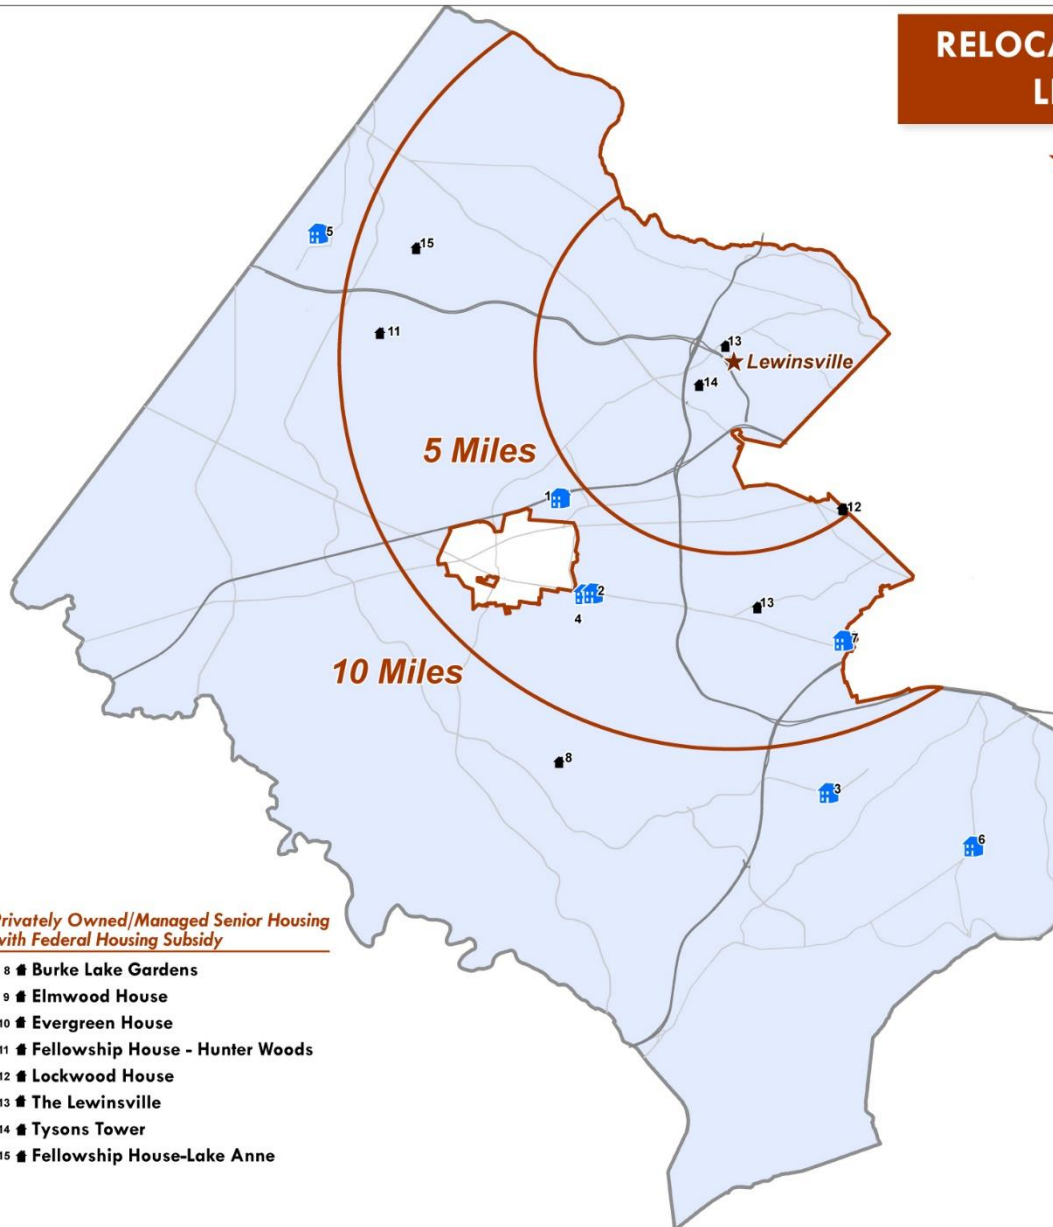 RELOCA
LE
5
15
11
13
Lewinsville
14
5 Miles
1
12
2
4
13
7
10 Miles
8
3
6
Privately Owned/Managed Senior Housing
with Federal Housing Subsidy
8 Burke Lake Gardens
9 Elmwood House
10 Evergreen House
11 Fellowship House - Hunter Woods
12 Lockwood House
13 The Lewinsville
14 Tysons Tower
15 Fellowship House-Lake Anne